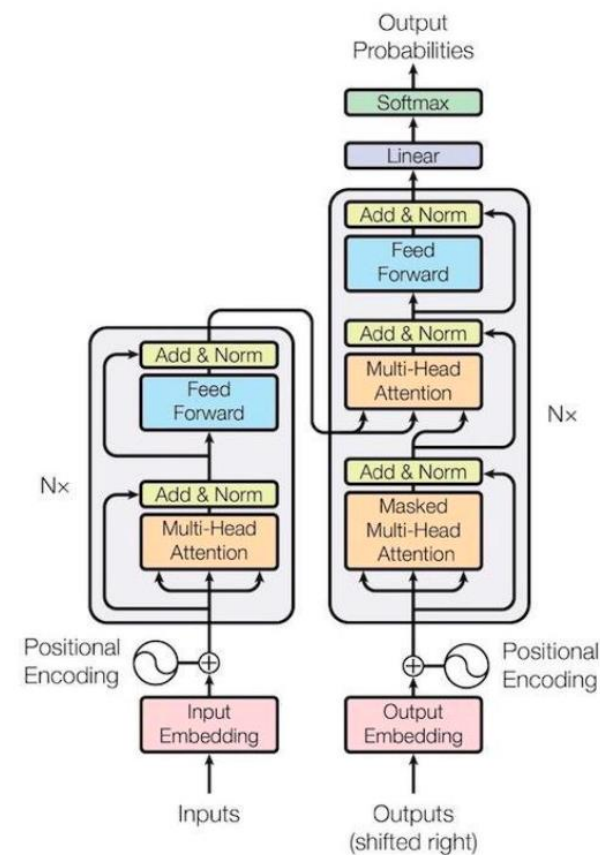 Output
Probabilities
Softmax
Linear
Add & Norm
Feed
Forward
Add & Norm
Multi-Head
Attention
Add & Norm
Masked
Multi-Head
Attention
Nx
Add & Norm
Feed
Forward
Add & Norm
Multi-Head
Attention
N×
Positional
Encoding
Positional
Encoding
Input
Embedding
Output
Embedding
Inputs
Outputs
(shifted right)